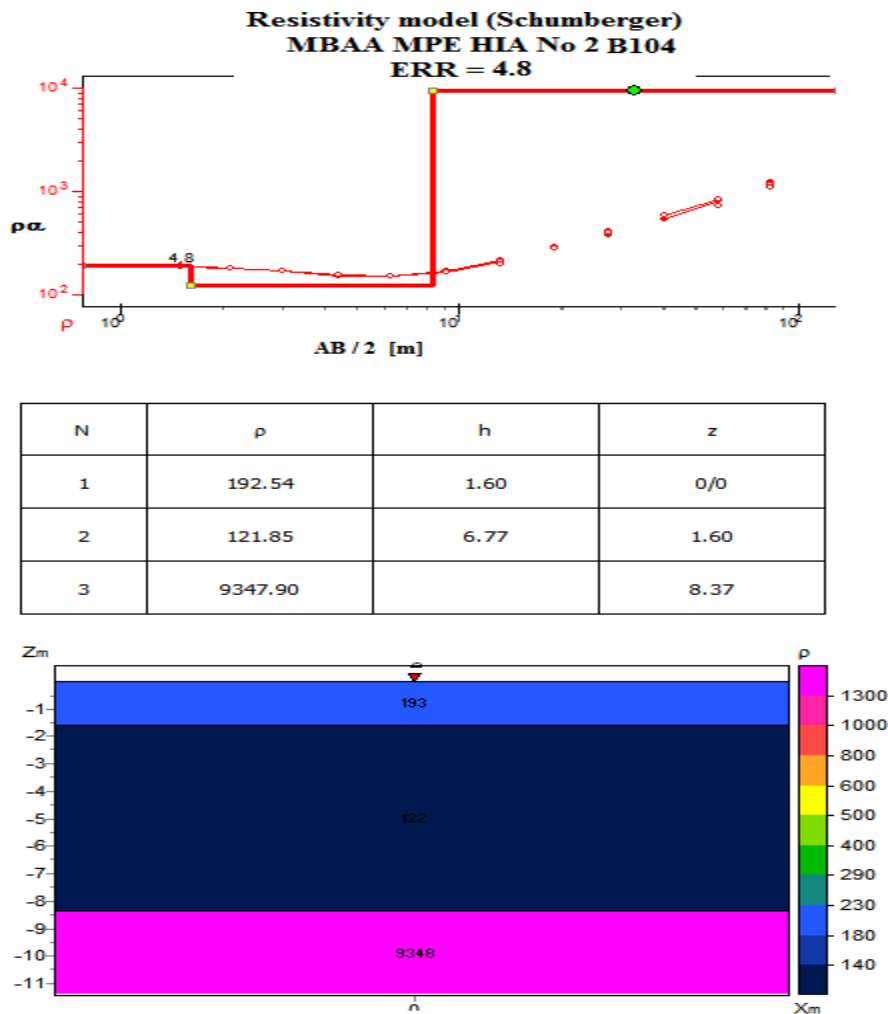 Resistivity model (Schumberger)
MBAA MPE HIA No 2 B104
ERR = 4.8
10⁴
10³
ρα
4.8
10²
ρ
10⁰ 10¹ 10²
AB / 2 [m]
N ρ h z
1 192.54 1.60 0/0
2 121.85 6.77 1.60
3 9347.90 8.37
Zm ρ
193
1300
-1
1000
-2
-3
800
-4
600
-5
122
500
-6
400
-7
290
-8
230
-9
180
-10
9348
140
-11
Xm